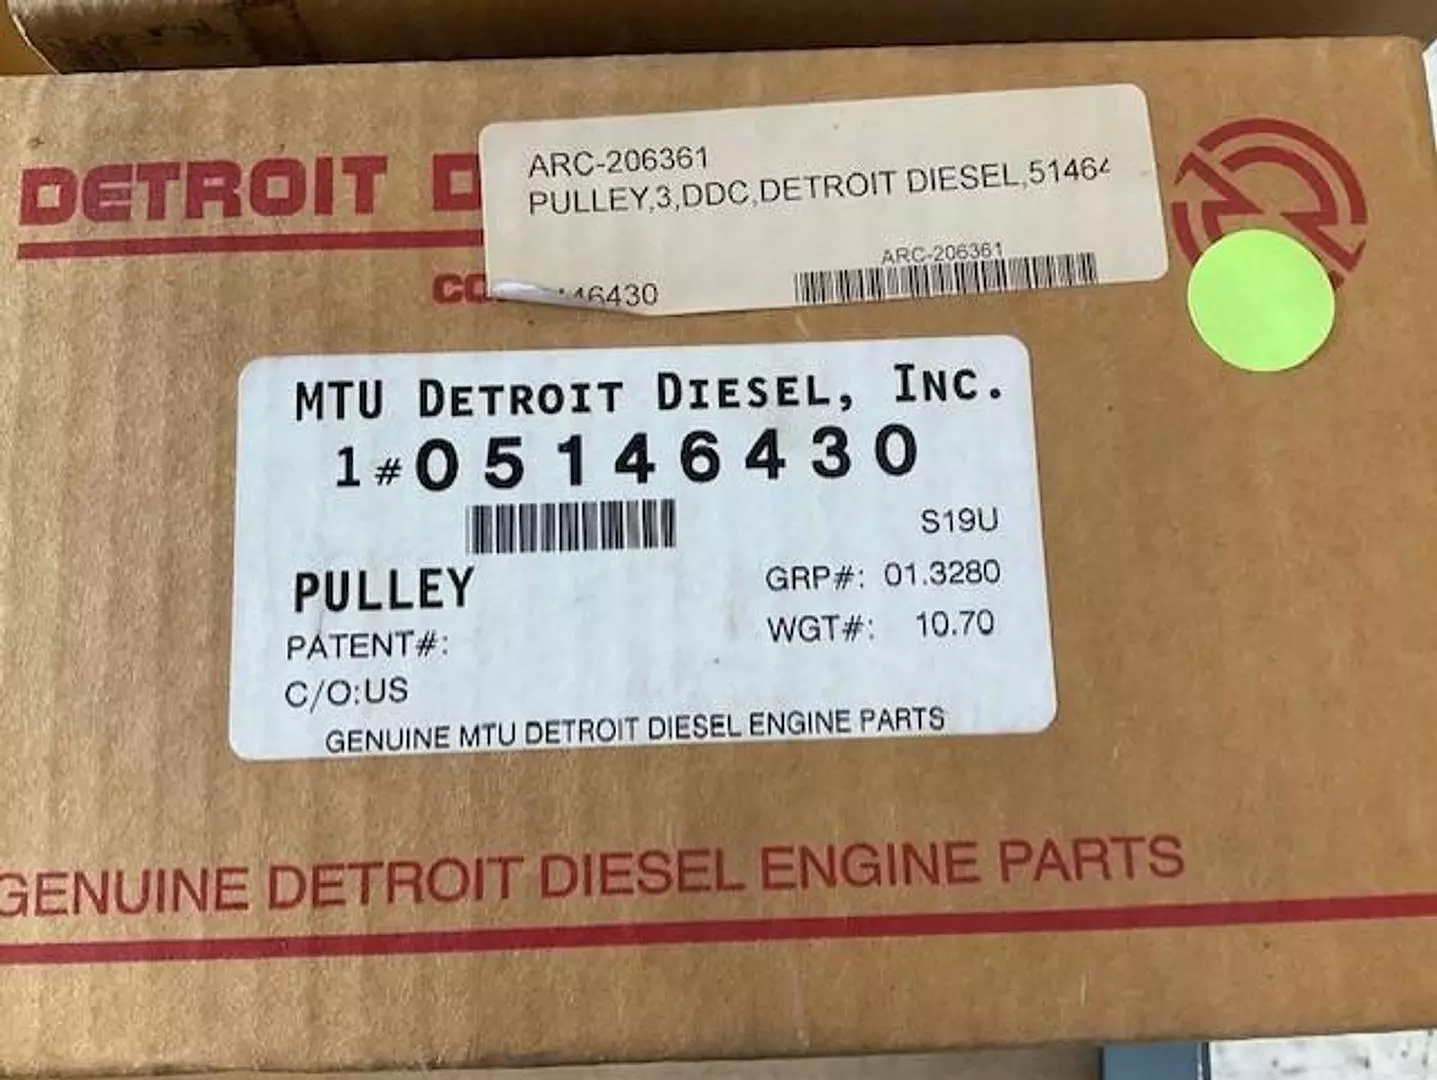 DETROIT D
ARC-206361
PULLEY,3,DDC,DETROIT DIESEL,51464
ARC-206361
146430
MTU DETROIT DIESEL, INC.
1#05146430
S19U
PULLEY
GRP#: 01.3280
PATENT#:
WGT#: 10.70
C/O:US
GENUINE MTU DETROIT DIESEL ENGINE PARTS
GENUINE DETROIT DIESEL ENGINE PARTS